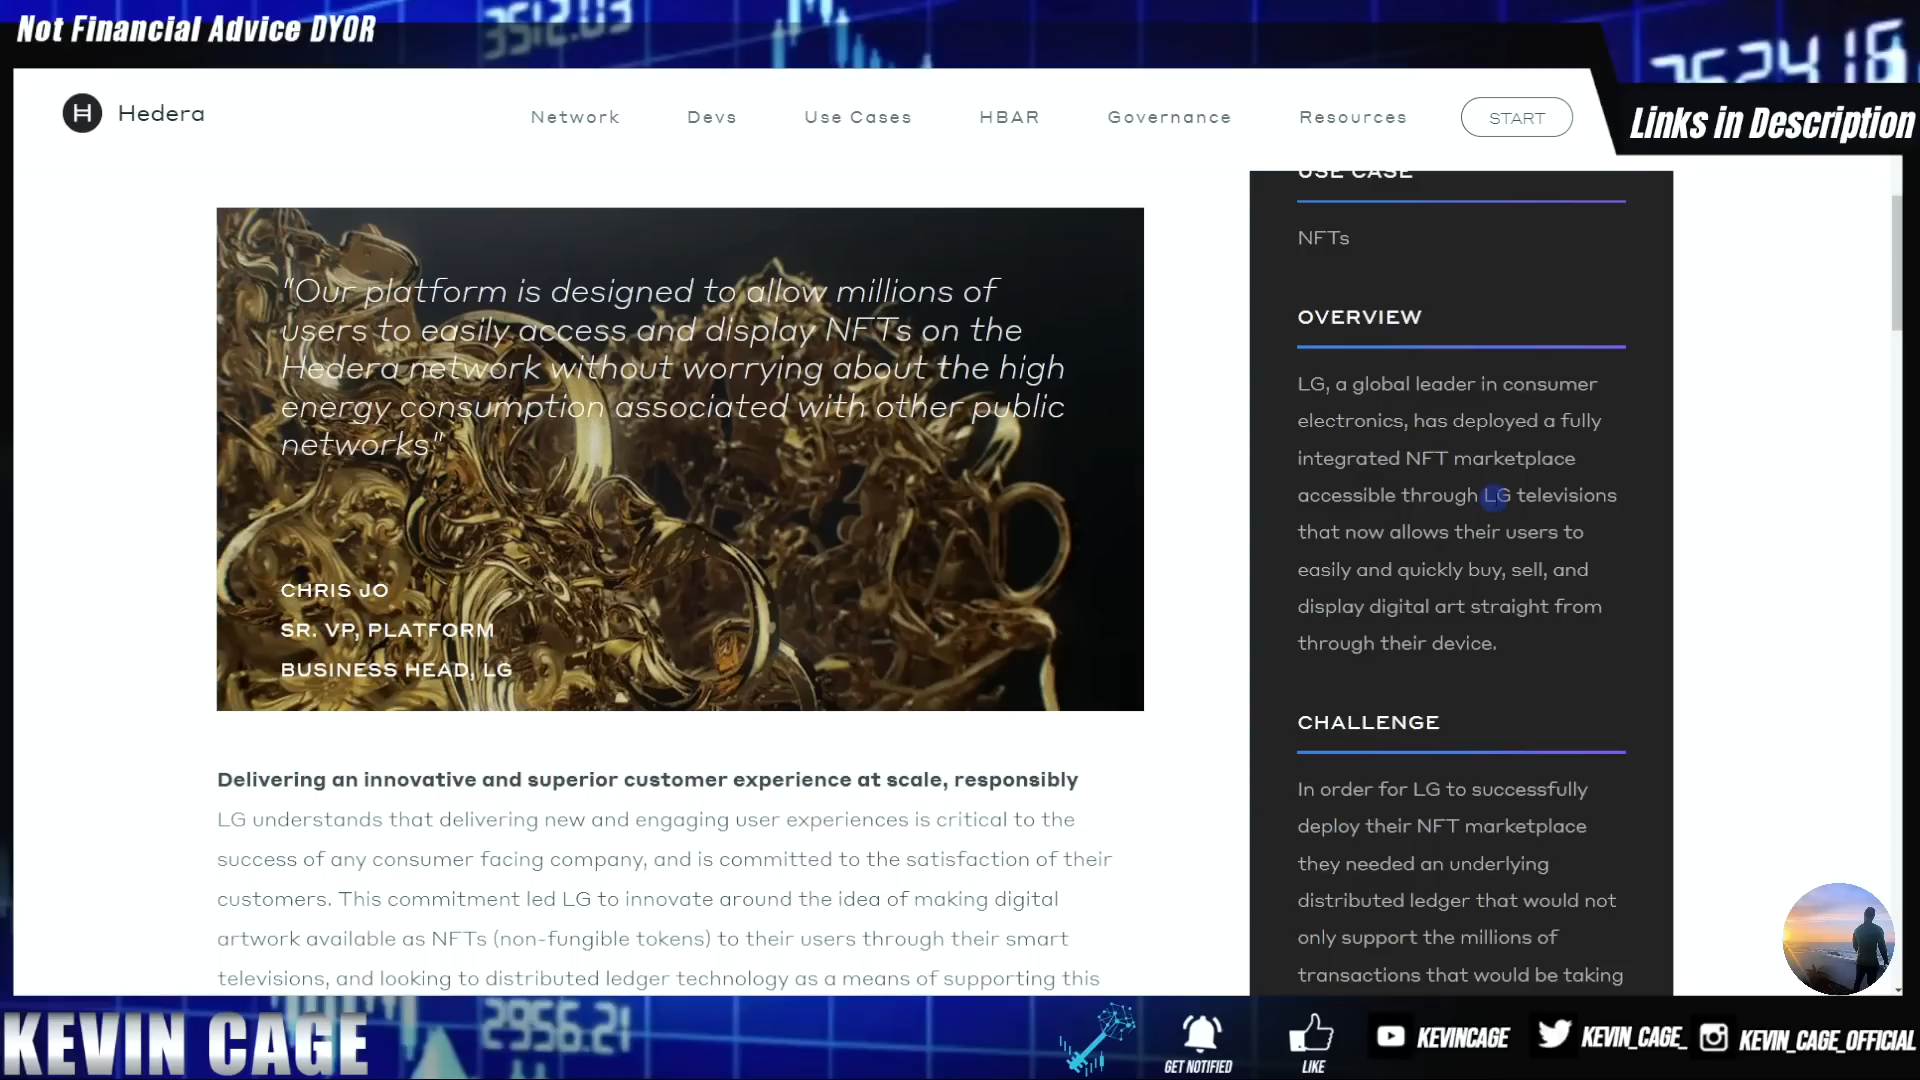 Not Financial Advice DYOR
3512.03
752418
Links in Description
H Hedera
Network Devs Use Cases HBAR Governance Resources START
"Our platform is designed to allow millions of
users to easily access and display NFTs on the
Hedera network without worrying about the high
energy consumption associated with other public
networks"
CHRIS JO
SR. VP, PLATFORM
BUSINESS HEAD, LG
Delivering an innovative and superior customer experience at scale, responsibly
LG understands that delivering new and engaging user experiences is critical to the
success of any consumer facing company, and is committed to the satisfaction of their
customers. This commitment led LG to innovate around the idea of making digital
artwork available as NFTs (non-fungible tokens) to their users through their smart
televisions, and looking to distributed ledger technology as a means of supporting this
USE CASE
NFTs
OVERVIEW
LG, a global leader in consumer
electronics, has deployed a fully
integrated NFT marketplace
accessible through LG televisions
that now allows their users to
easily and quickly buy, sell, and
display digital art straight from
through their device.
CHALLENGE
In order for LG to successfully
deploy their NFT marketplace
they needed an underlying
distributed ledger that would not
only support the millions of
transactions that would be taking
KEVIN CAGE
2956.21
GET NOTIFIED
LIKE
KEVINCAGE
KEVIN_CAGE_
KEVIN_CAGE_OFFICIAL